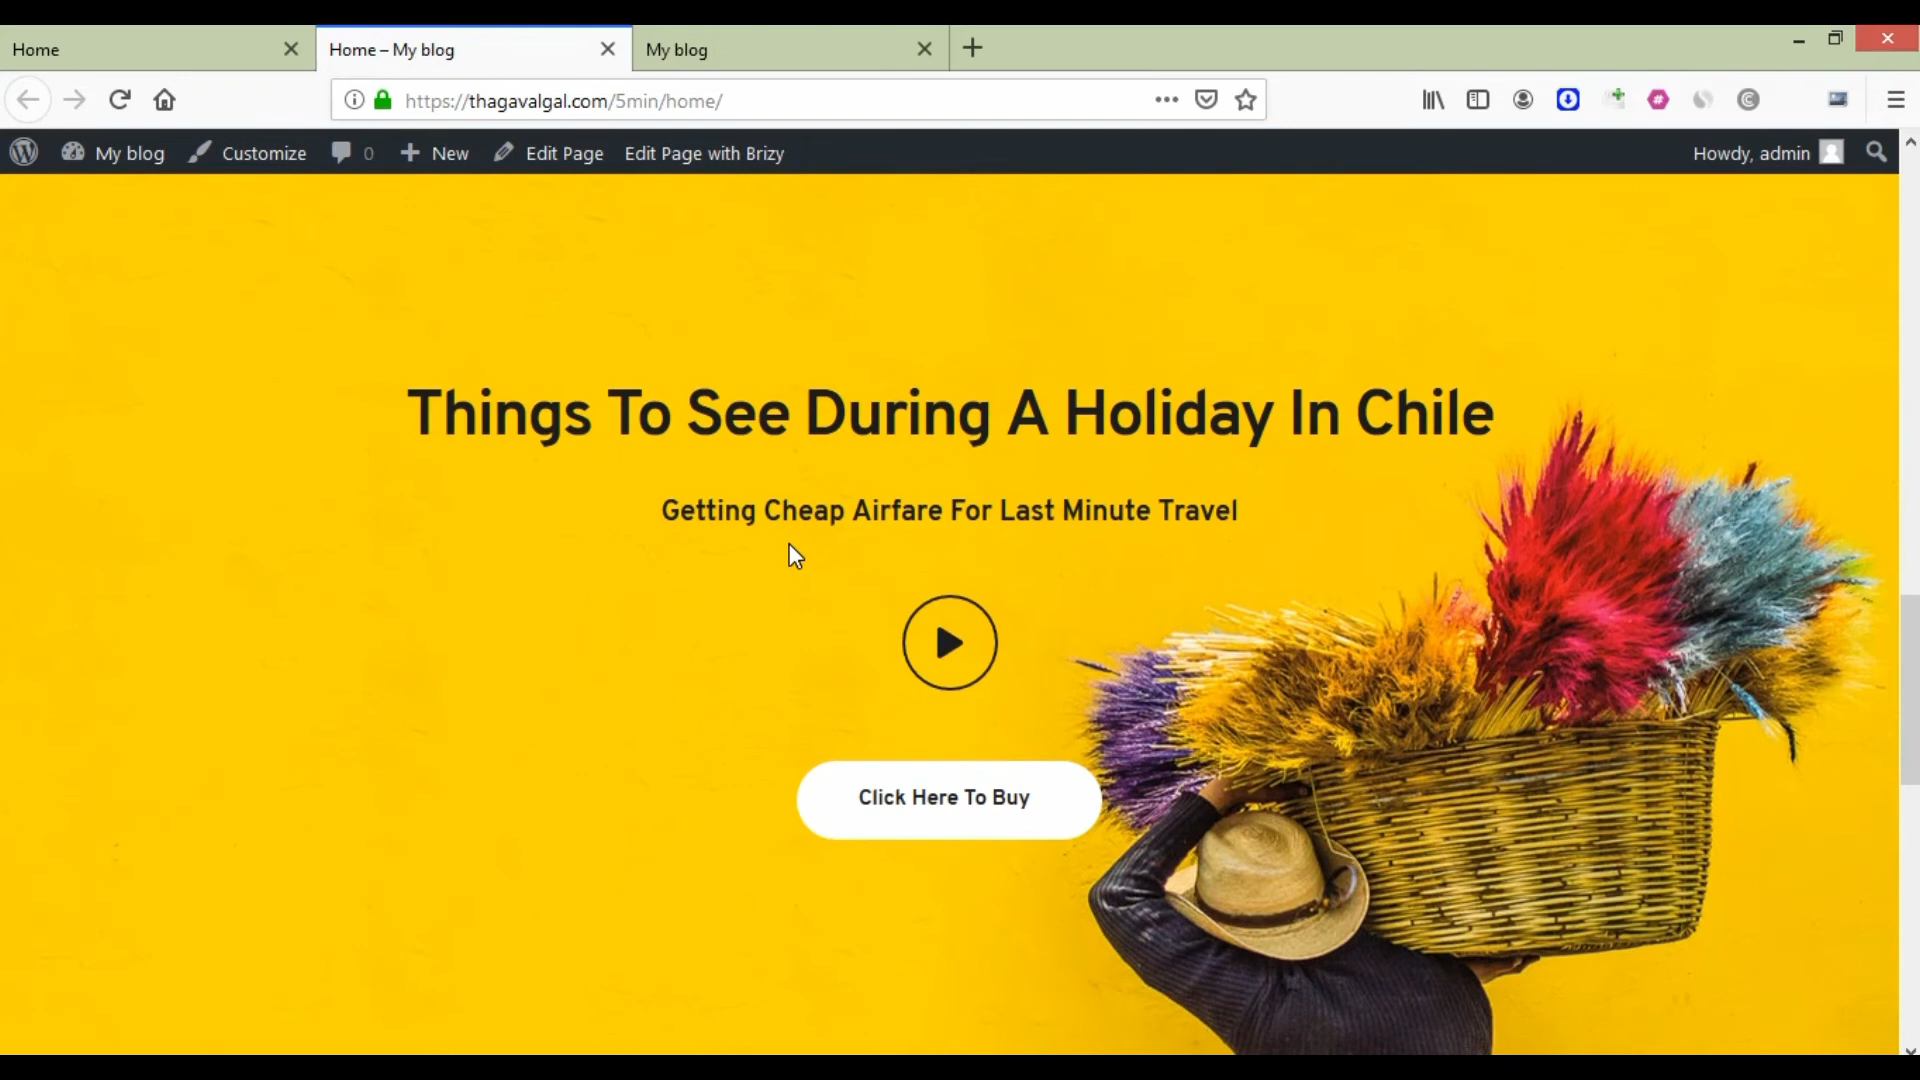 Home
Home – My blog
My blog
https://thagavalgal.com/5min/home/
My blog
Customize
0
New
Edit Page
Edit Page with Brizy
Howdy, admin
Things To See During A Holiday In Chile
Getting Cheap Airfare For Last Minute Travel
Click Here To Buy